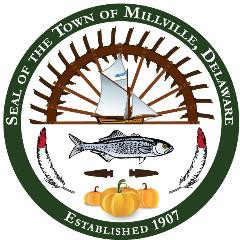 SEAL OF THE TOWN OF MILLVILLE, DELAWARE
ESTABLISHED 1907